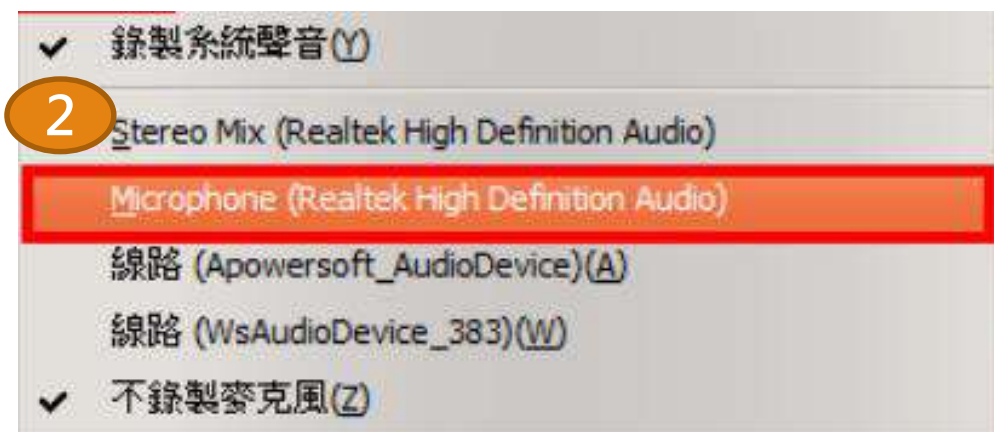 錄製系統聲音(Y)
2
Stereo Mix (Realtek High Definition Audio)
Microphone (Realtek High Definition Audio)
線路 (Apowersoft_AudioDevice)(A)
線路 (WsAudioDevice_383)(W)
不錄製麥克風(Z)